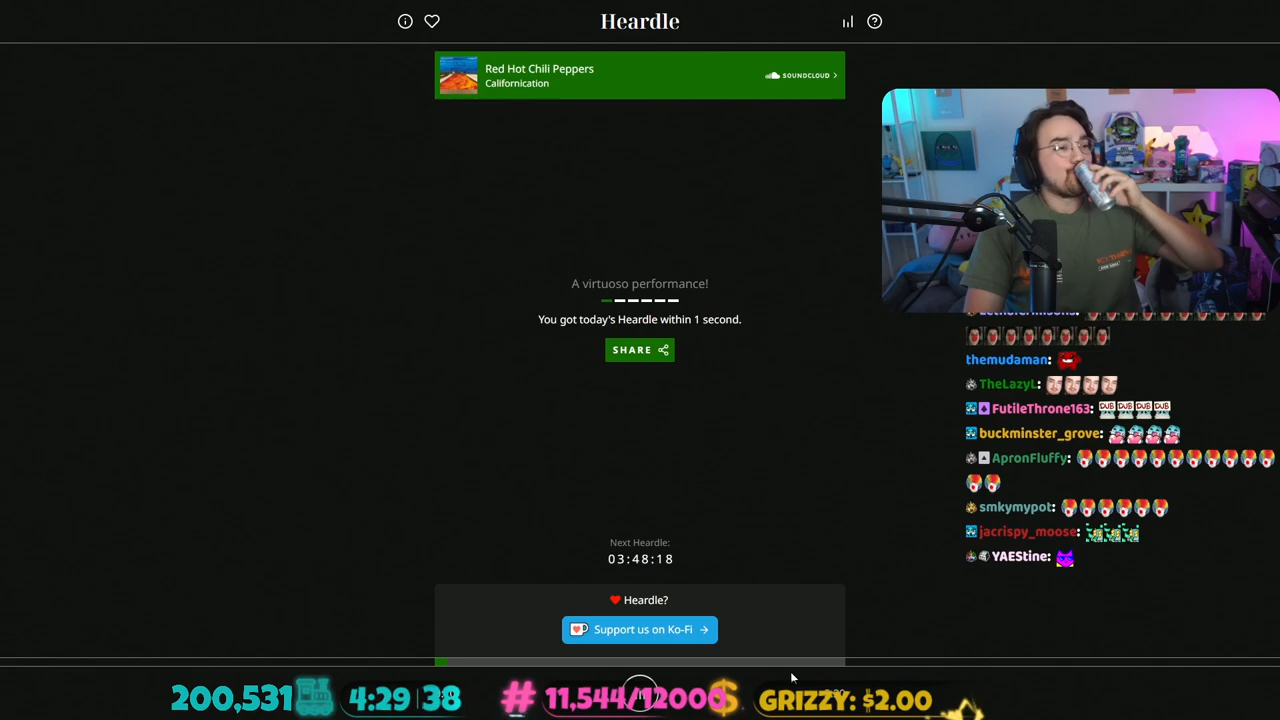 Heardle
Red Hot Chili Peppers
Californication
SOUNDCLOUD
A virtuoso performance!
You got today's Heardle within 1 second.
SHARE
themudaman:
TheLazyL:
FutileThrone163:
buckminster_grove:
ApronFluffy:
smkymypot:
jacrispy_moose:
YAEStine:
Next Heardle:
03:48:18
Heardle?
Support us on Ko-Fi
200,531 4:29 38 # 11,544/12000 $ GRIZZY: $2.00